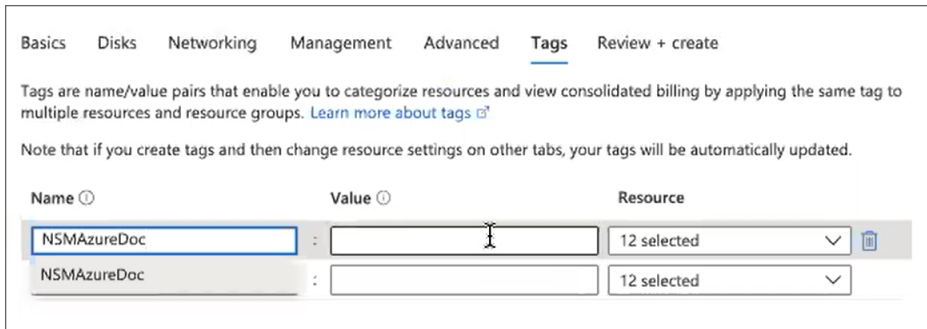 Basics Disks Networking Management Advanced Tags Review + create
Tags are name/value pairs that enable you to categorize resources and view consolidated billing by applying the same tag to
multiple resources and resource groups. Learn more about tags
Note that if you create tags and then change resource settings on other tabs, your tags will be automatically updated.
Name Value Resource
NSMAzureDoc : 12 selected
NSMAzureDoc : 12 selected